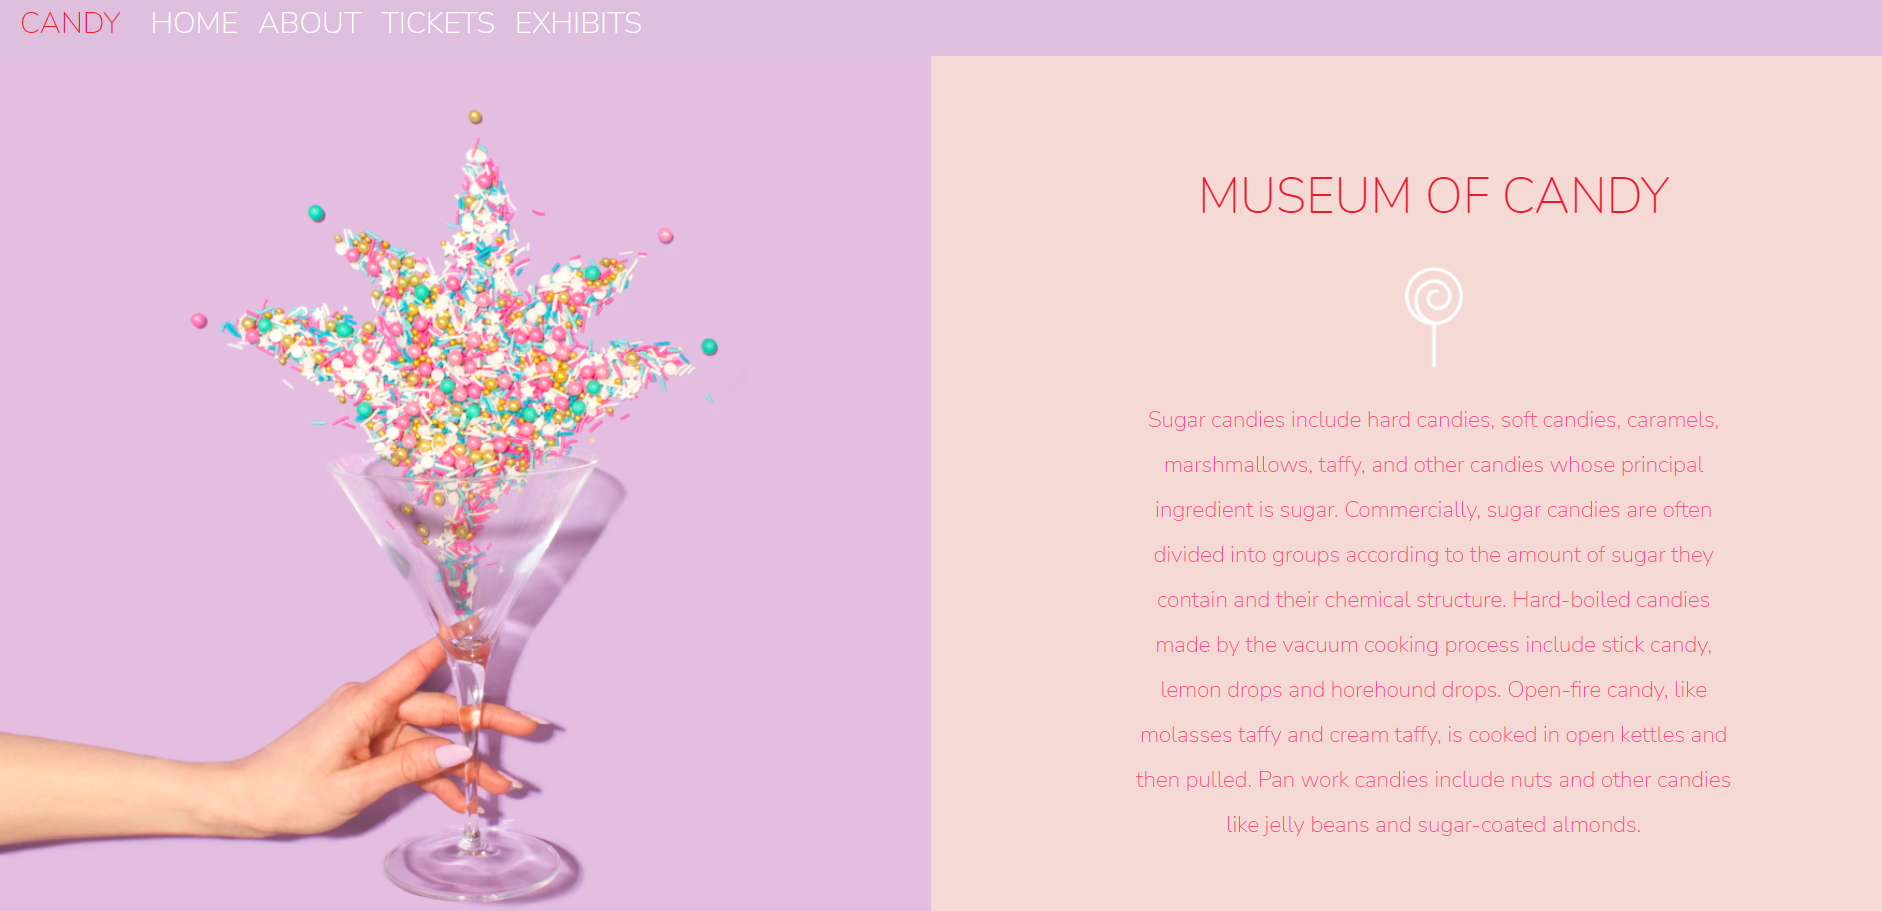 CANDY HOME ABOUT TICKETS EXHIBITS
MUSEUM OF CANDY
Sugar candies include hard candies, soft candies, caramels,
marshmallows, taffy, and other candies whose principal
ingredient is sugar. Commercially, sugar candies are often
divided into groups according to the amount of sugar they
contain and their chemical structure. Hard-boiled candies
made by the vacuum cooking process include stick candy,
lemon drops and horehound drops. Open-fire candy, like
molasses taffy and cream taffy, is cooked in open kettles and
then pulled. Pan work candies include nuts and other candies
like jelly beans and sugar-coated almonds.